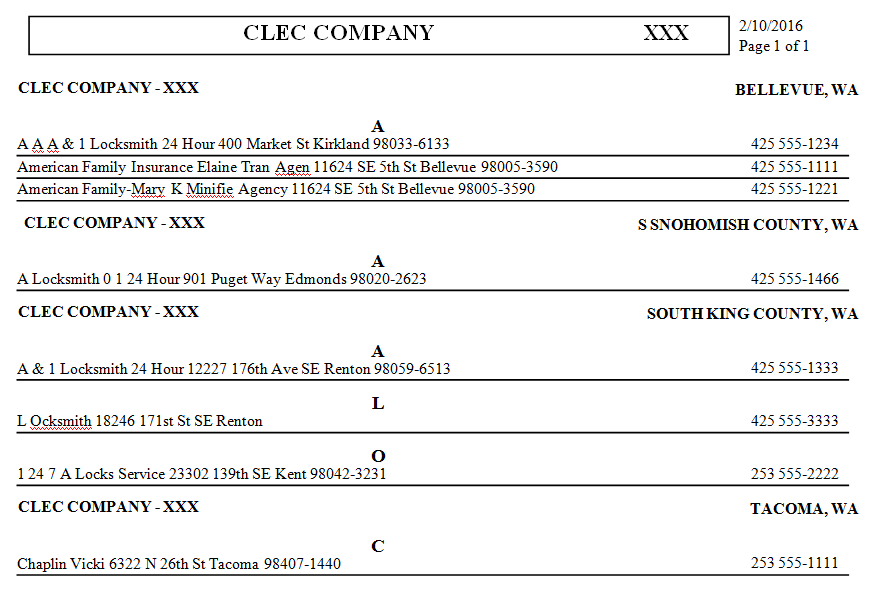 CLEC COMPANY XXX 2/10/2016
Page 1 of 1
CLEC COMPANY - XXX BELLEVUE, WA
A
A A A & 1 Locksmith 24 Hour 400 Market St Kirkland 98033-6133 425 555-1234
American Family Insurance Elaine Tran Agen 11624 SE 5th St Bellevue 98005-3590 425 555-1111
American Family-Mary K Minifie Agency 11624 SE 5th St Bellevue 98005-3590 425 555-1221
CLEC COMPANY - XXX S SNOHOMISH COUNTY, WA
A
A Locksmith 0 1 24 Hour 901 Puget Way Edmonds 98020-2623 425 555-1466
CLEC COMPANY - XXX SOUTH KING COUNTY, WA
A
A & 1 Locksmith 24 Hour 12227 176th Ave SE Renton 98059-6513 425 555-1333
L
L Ocksmith 18246 171st St SE Renton 425 555-3333
O
1 24 7 A Locks Service 23302 139th SE Kent 98042-3231 253 555-2222
CLEC COMPANY - XXX TACOMA, WA
C
Chaplin Vicki 6322 N 26th St Tacoma 98407-1440 253 555-1111